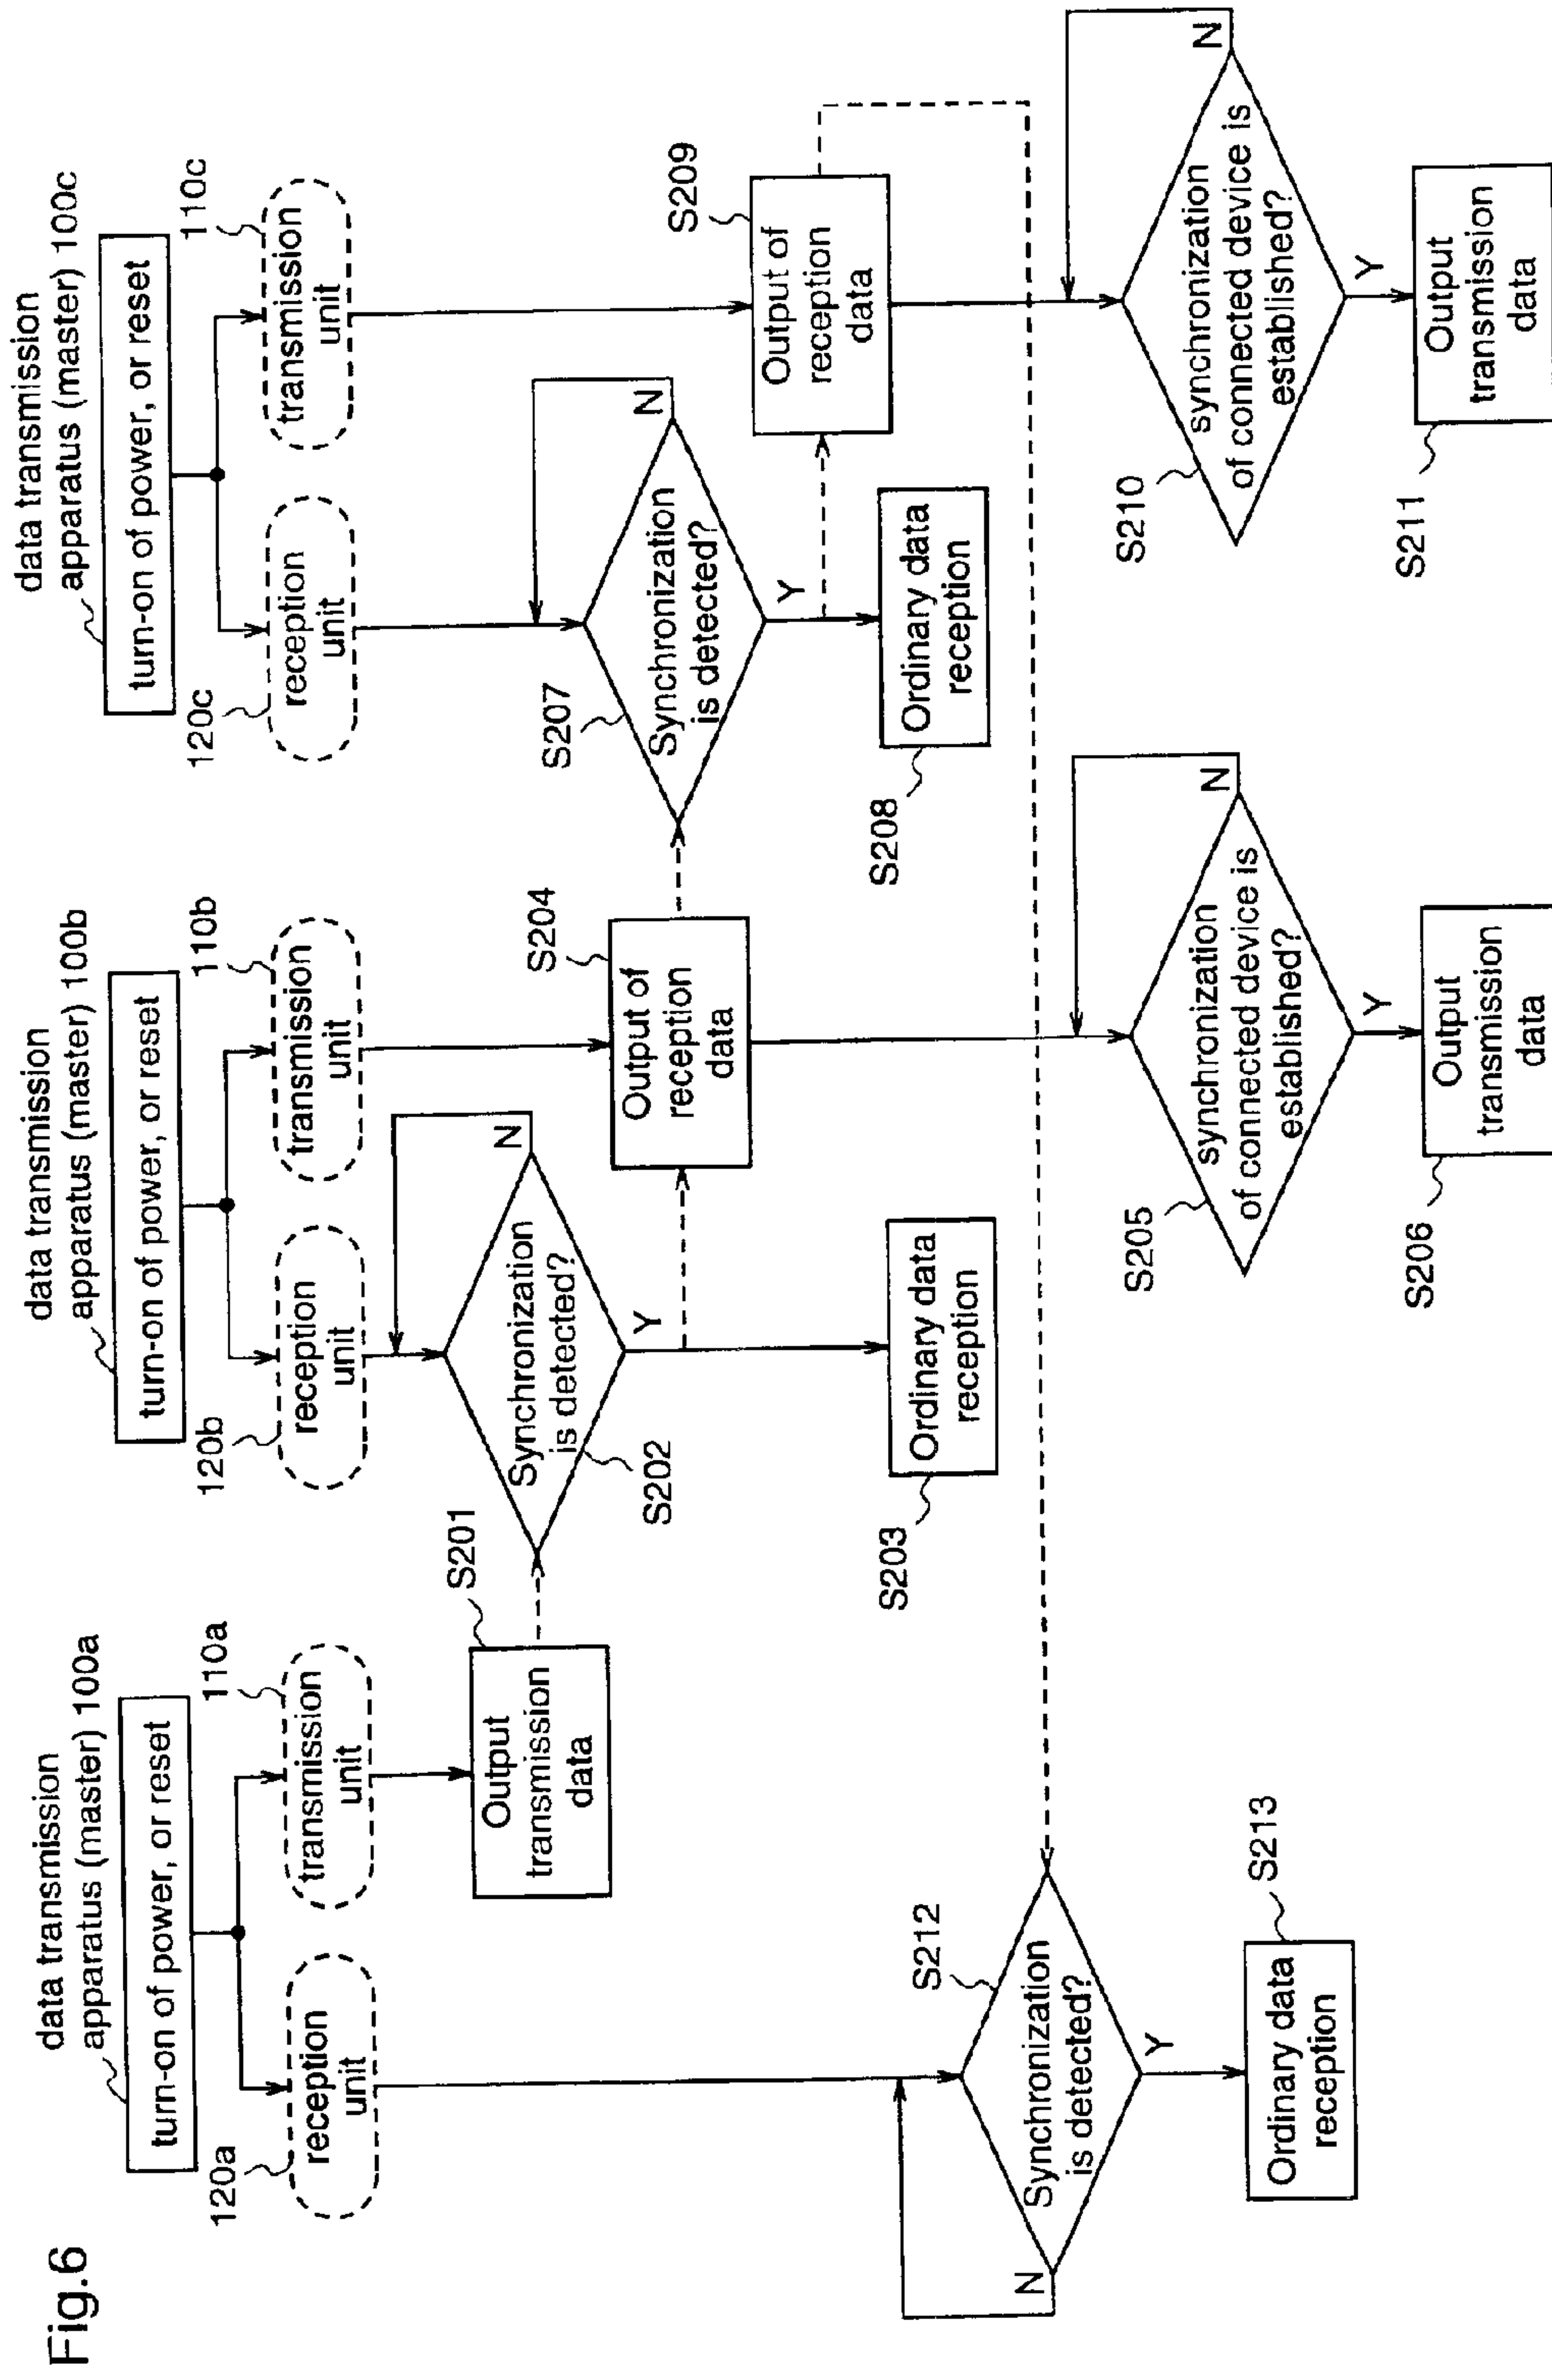 Fig.6
data transmission
apparatus (master) 100a
turn-on of power, or reset
120a
reception
unit
110a
transmission
unit
S201
Output
transmission
data
S212
Synchronization
is detected?
N
Y
S213
Ordinary data
reception
data transmission
apparatus (master) 100b
turn-on of power, or reset
120b
reception
unit
110b
transmission
unit
Synchronization
is detected?
N
S202
Y
S203
Ordinary data
reception
S204
Output of
reception
data
S205
synchronization
of connected device is
established?
N
Y
S206
Output
transmission
data
data transmission
apparatus (master) 100c
turn-on of power, or reset
120c
reception
unit
110c
transmission
unit
S207
Synchronization
is detected?
N
Y
S208
Ordinary data
reception
S209
Output of
reception
data
S210
synchronization
of connected device is
established?
N
Y
S211
Output
transmission
data